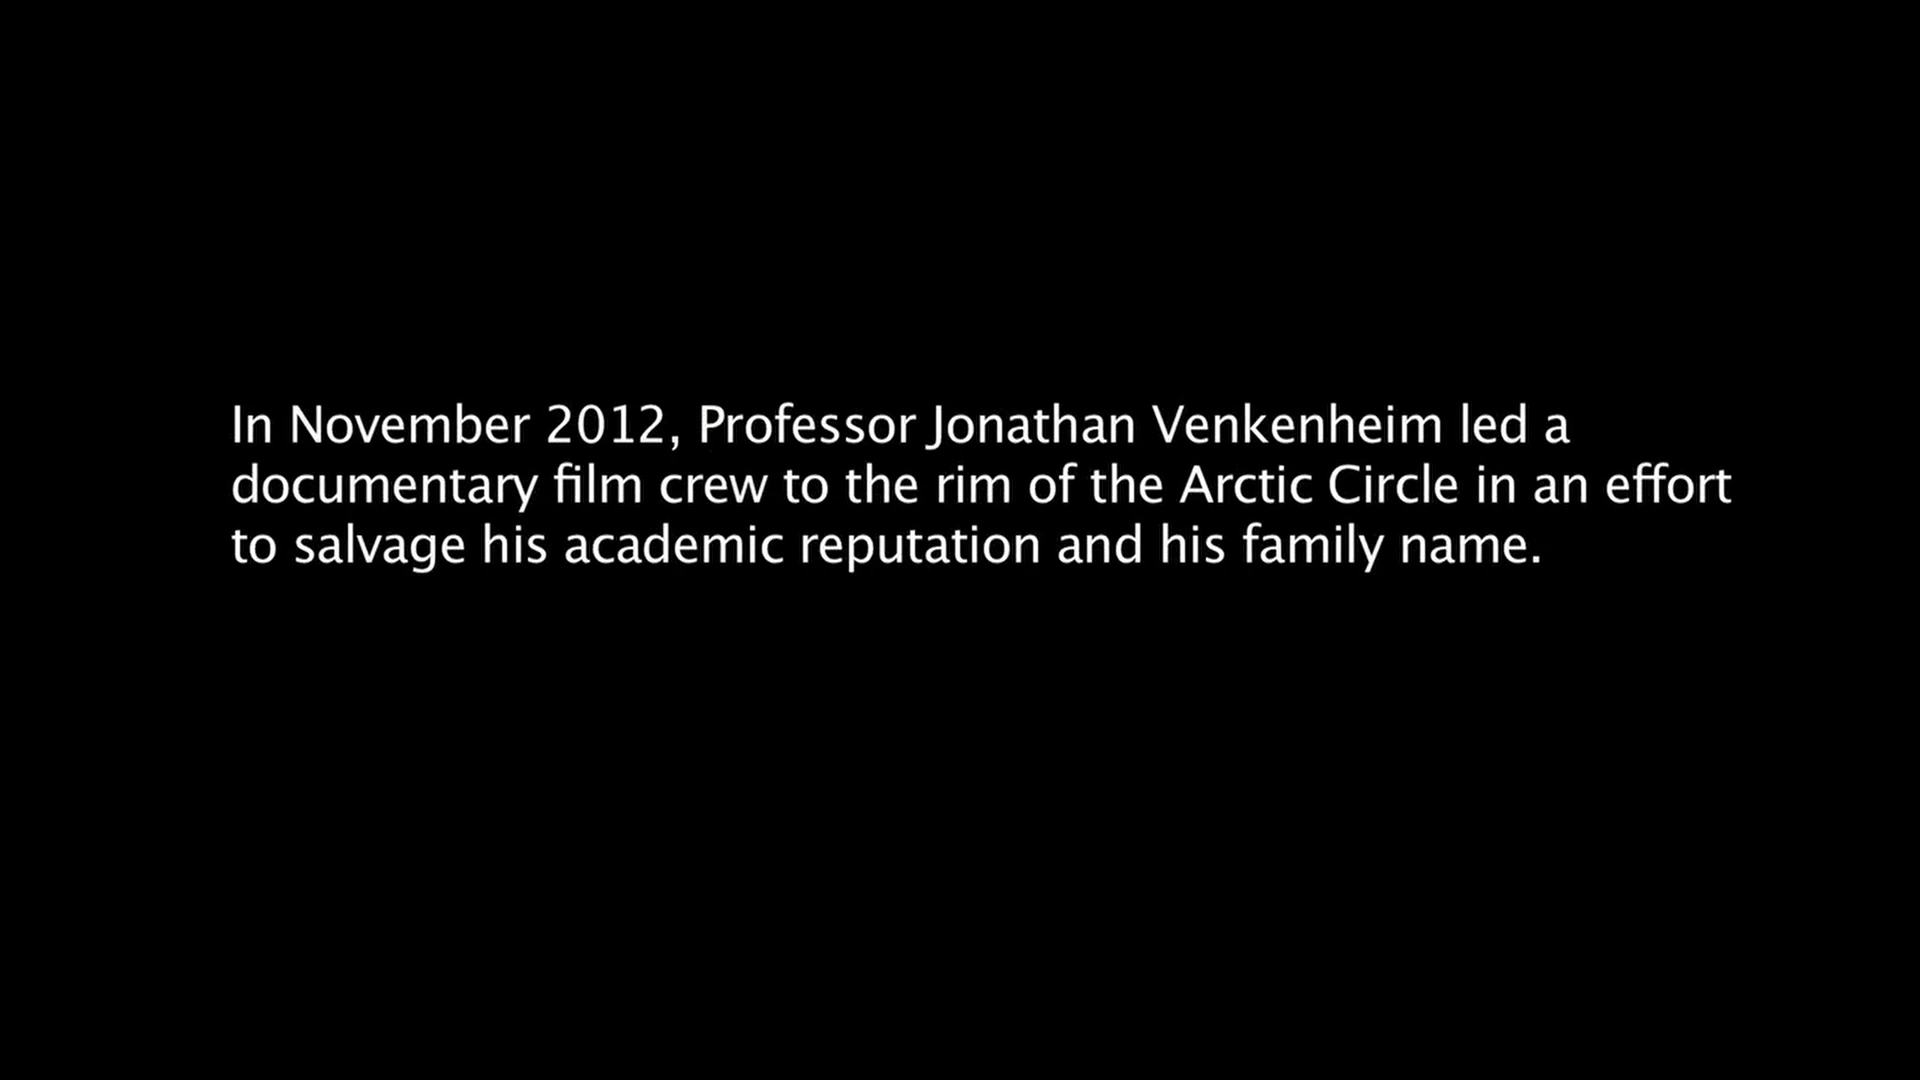 In November 2012, Professor Jonathan Venkenheim led a
documentary film crew to the rim of the Arctic Circle in an effort
to salvage his academic reputation and his family name.